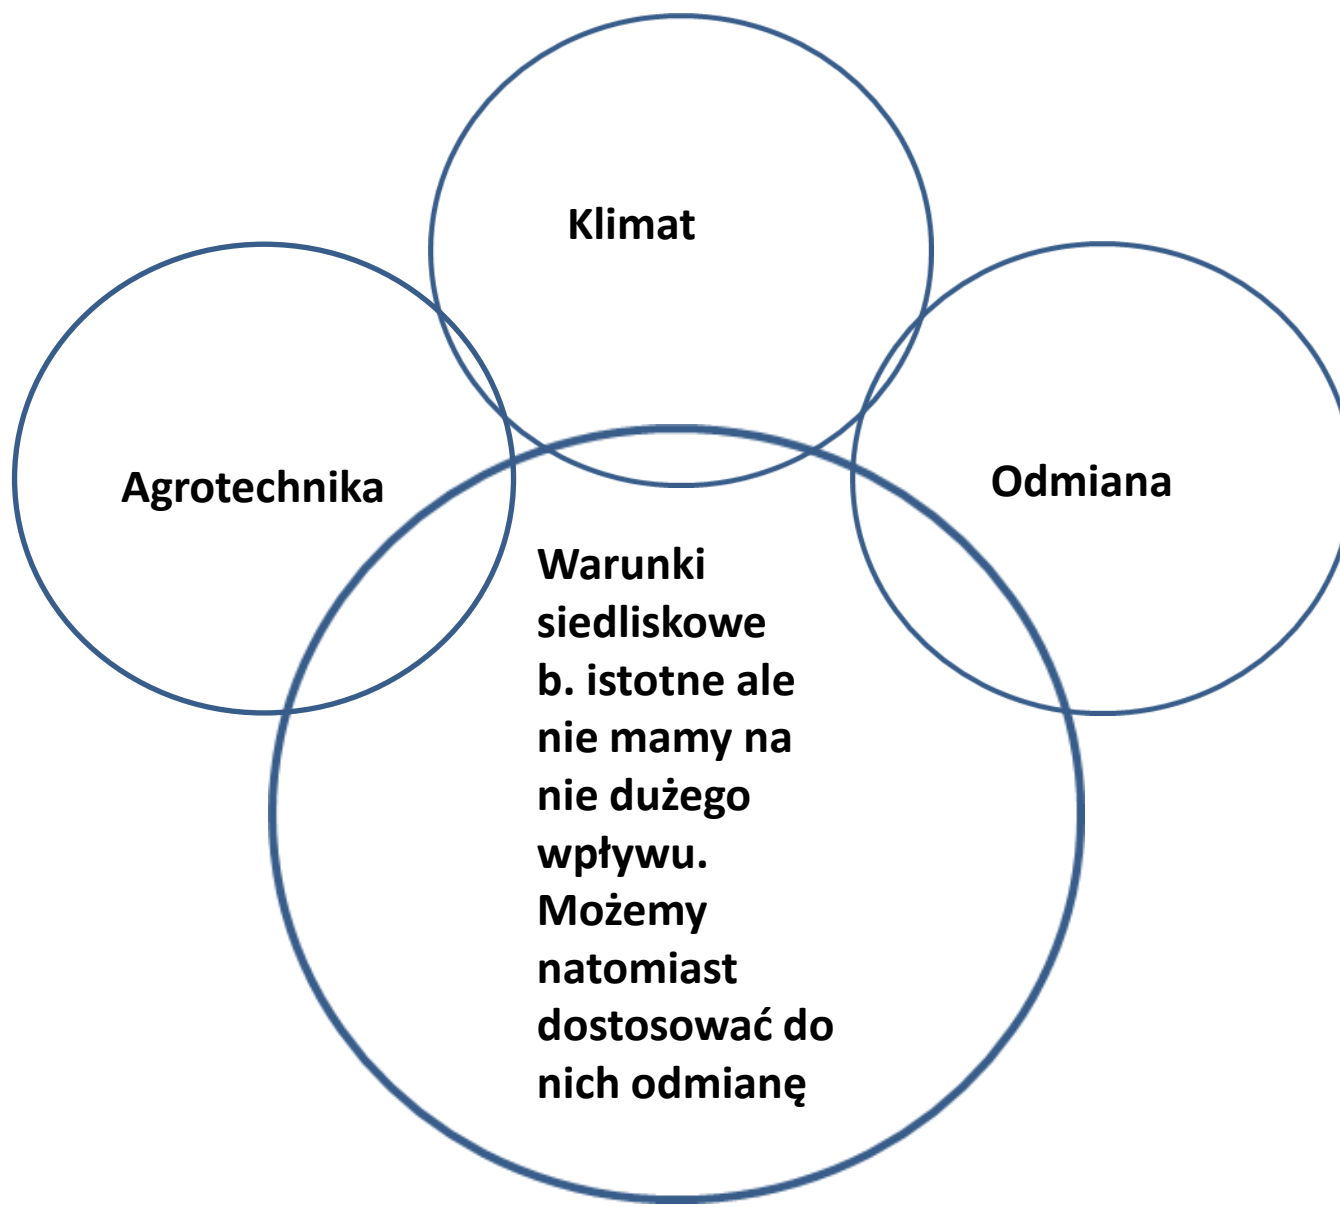 Klimat
Agrotechnika
Odmiana
Warunki
siedliskowe
b. istotne ale
nie mamy na
nie dużego
wpływu.
Możemy
natomiast
dostosować do
nich odmianę